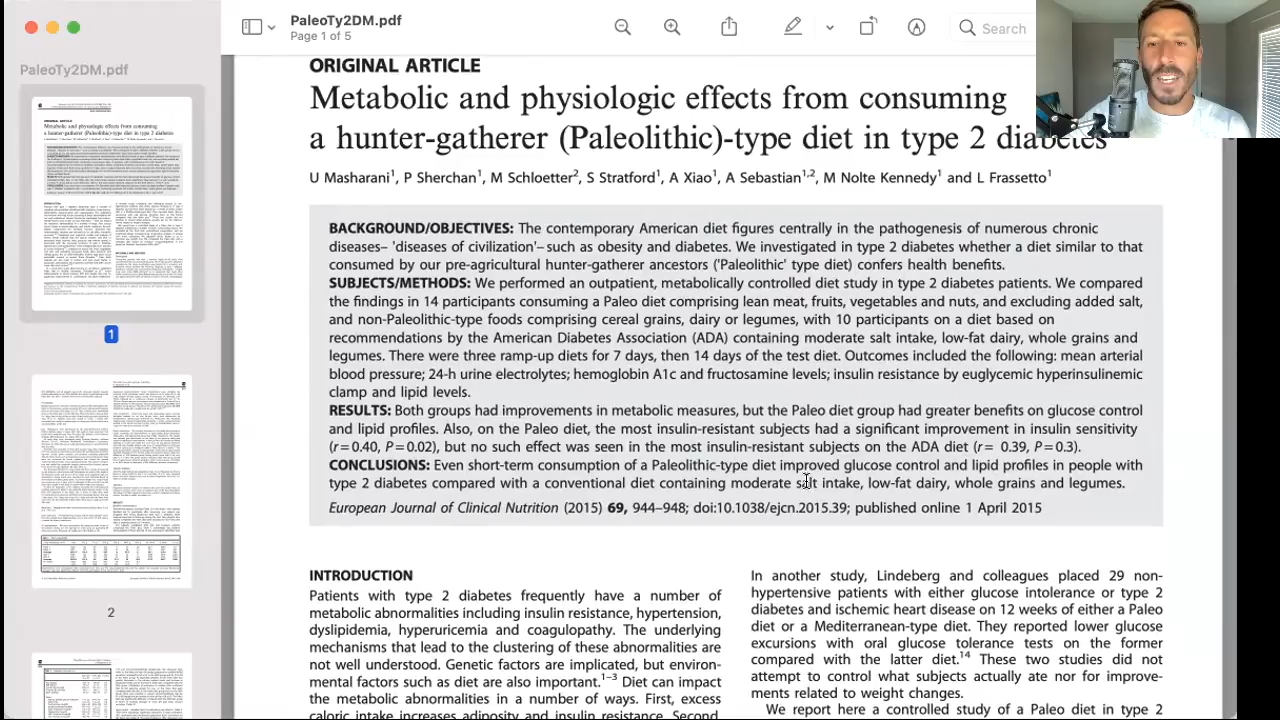 PaleoTy2DM.pdf
Page 1 of 5
Search
PaleoTy2DM.pdf
1
2
ORIGINAL ARTICLE
Metabolic and physiologic effects from consuming
a hunter-gatherer (Paleolithic)-type diet in type 2 diabetes
U Masharani1, P Sherchan1, M Schloetter1, S Stratford1, A Xiao1, A Sebastian1,2, M Nolte Kennedy1 and L Frassetto1
BACKGROUND/OBJECTIVES: The contemporary American diet figures centrally in the pathogenesis of numerous chronic
diseases– 'diseases of civilization'–such as obesity and diabetes. We investigated in type 2 diabetes whether a diet similar to that
consumed by our pre-agricultural hunter-gatherer ancestors ('Paleolithic' type diet) confers health benefits.
SUBJECTS/METHODS: We performed an outpatient, metabolically controlled diet study in type 2 diabetes patients. We compared
the findings in 14 participants consuming a Paleo diet comprising lean meat, fruits, vegetables and nuts, and excluding added salt,
and non-Paleolithic-type foods comprising cereal grains, dairy or legumes, with 10 participants on a diet based on
recommendations by the American Diabetes Association (ADA) containing moderate salt intake, low-fat dairy, whole grains and
legumes. There were three ramp-up diets for 7 days, then 14 days of the test diet. Outcomes included the following: mean arterial
blood pressure; 24-h urine electrolytes; hemoglobin A1c and fructosamine levels; insulin resistance by euglycemic hyperinsulinemic
clamp and lipid levels.
RESULTS: Both groups had improvements in metabolic measures, but the Paleo diet group had greater benefits on glucose control
and lipid profiles. Also, on the Paleo diet, the most insulin-resistant subjects had a significant improvement in insulin sensitivity
(r = 0.40, P = 0.02), but no such effect was seen in the most insulin-resistant subjects on the ADA diet (r = 0.39, P = 0.3).
CONCLUSIONS: Even short-term consumption of a Paleolithic-type diet improved glucose control and lipid profiles in people with
type 2 diabetes compared with a conventional diet containing moderate salt intake, low-fat dairy, whole grains and legumes.
European Journal of Clinical Nutrition (2015) 69, 944–948; doi:10.1038/ejcn.2015.39; published online 1 April 2015
INTRODUCTION
Patients with type 2 diabetes frequently have a number of
metabolic abnormalities including insulin resistance, hypertension,
dyslipidemia, hyperuricemia and coagulopathy. The underlying
mechanisms that lead to the clustering of these abnormalities are
not well understood. Genetic factors are implicated, but environ-
mental factors such as diet are also important. Diet can impact
the metabolic abnormalities in a number of ways. First, excess
caloric intake increases adiposity and insulin resistance. Second,
In another study, Lindeberg and colleagues placed 29 non-
hypertensive patients with either glucose intolerance or type 2
diabetes and ischemic heart disease on 12 weeks of either a Paleo
diet or a Mediterranean-type diet. They reported lower glucose
excursions with oral glucose tolerance tests on the former
compared with the latter diet.14 These two studies did not
attempt to control what subjects actually ate nor for improve-
ments related to weight changes.
We report here a controlled study of a Paleo diet in type 2